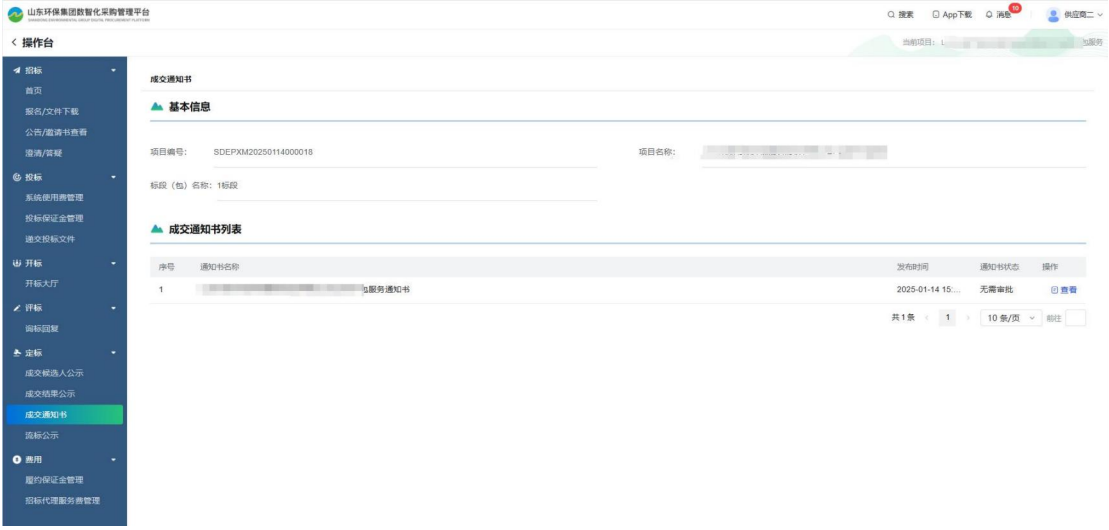 山东环保集团数智化采购管理平台
搜索 App下载 消息 10 供应商二
操作台
当前项目： 包服务
招标
首页
报名/文件下载
公告/邀请书查看
澄清/答疑
投标
系统使用费管理
投标保证金管理
递交投标文件
开标
开标大厅
评标
询标回复
定标
成交候选人公示
成交结果公示
成交通知书
流标公示
费用
履约保证金管理
招标代理服务费管理
成交通知书
基本信息
项目编号： SDEPXM20250114000018 项目名称：
标段（包）名称： 1标段
成交通知书列表
序号 通知书名称 发布时间 通知书状态 操作
1 包服务通知书 2025-01-14 15:... 无需审批 查看
共1条 1 10条/页 前往